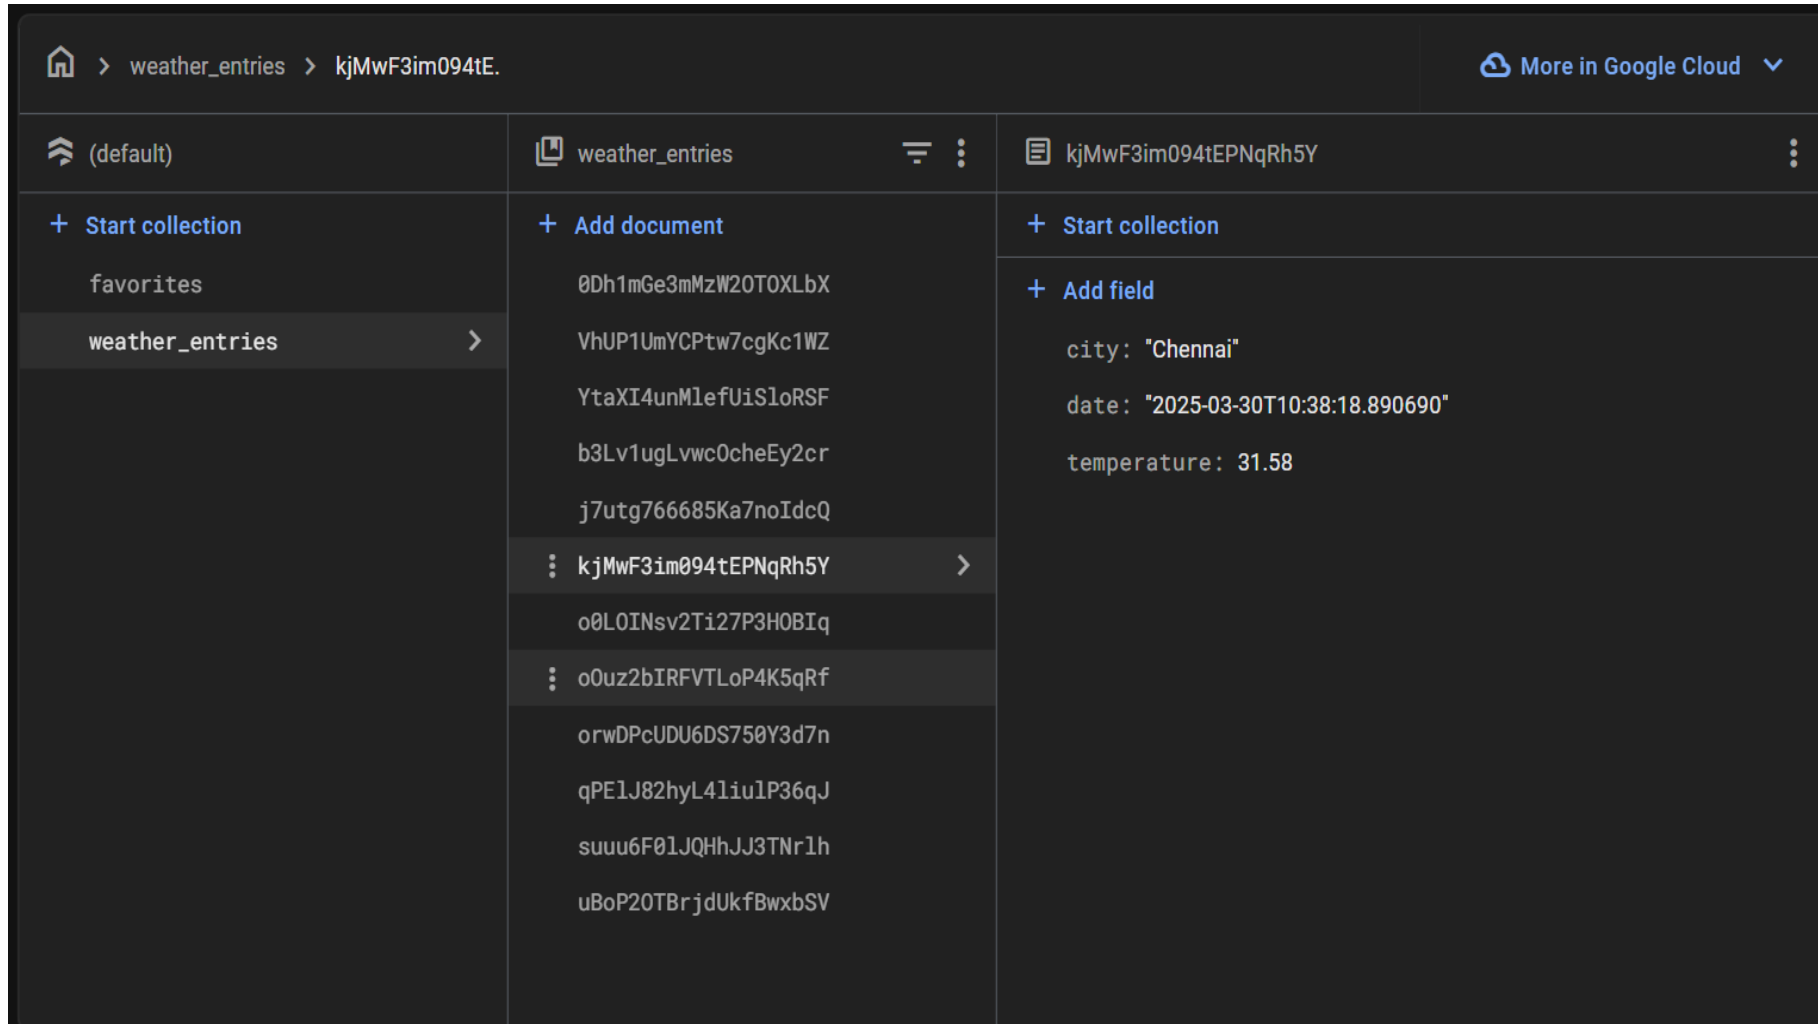 weather_entries > kjMwF3im094tE.
More in Google Cloud
(default)
+ Start collection
favorites
weather_entries
weather_entries
+ Add document
0Dh1mGe3mMzW2OTOXLbX
VhUP1UmYCPtw7cgKc1WZ
YtaXI4unMlefUiSloRSF
b3Lv1ugLvwcOcheEy2cr
j7utg766685Ka7noIdcQ
kjMwF3im094tEPNqRh5Y
o0LOINsv2Ti27P3HOBIq
oOuz2bIRFVTLoP4K5qRf
orwDPcUDU6DS750Y3d7n
qPElJ82hyL4liulP36qJ
suuu6F0lJQHhJJ3TNrlh
uBoP2OTBrjdUkfBwxbSV
kjMwF3im094tEPNqRh5Y
+ Start collection
+ Add field
city: "Chennai"
date: "2025-03-30T10:38:18.890690"
temperature: 31.58